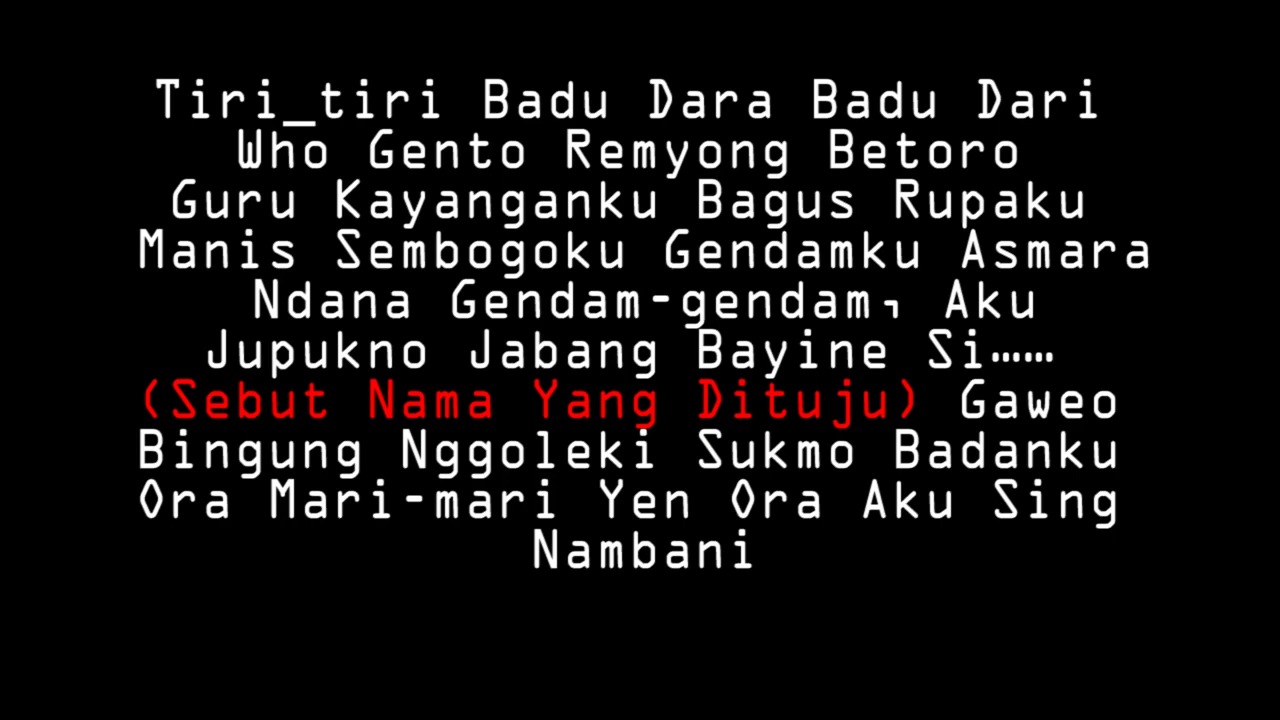 Tiri_tiri Badu Dara Badu Dari
Who Gento Remyong Betoro
Guru Kayanganku Bagus Rupaku
Manis Sembogoku Gendamku Asmara
Ndana Gendam-gendam, Aku
Jupukno Jabang Bayine Si……
(Sebut Nama Yang Dituju) Gaweo
Bingung Nggoleki Sukmo Badanku
Ora Mari-mari Yen Ora Aku Sing
Nambani